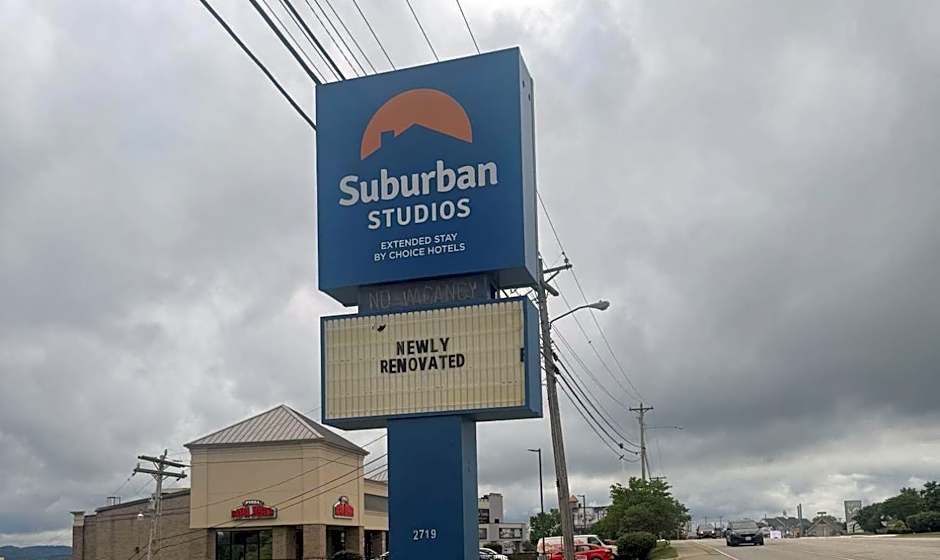 Suburban
STUDIOS
EXTENDED STAY
BY CHOICE HOTELS
NO-VACANCY
NEWLY
RENOVATED
2719